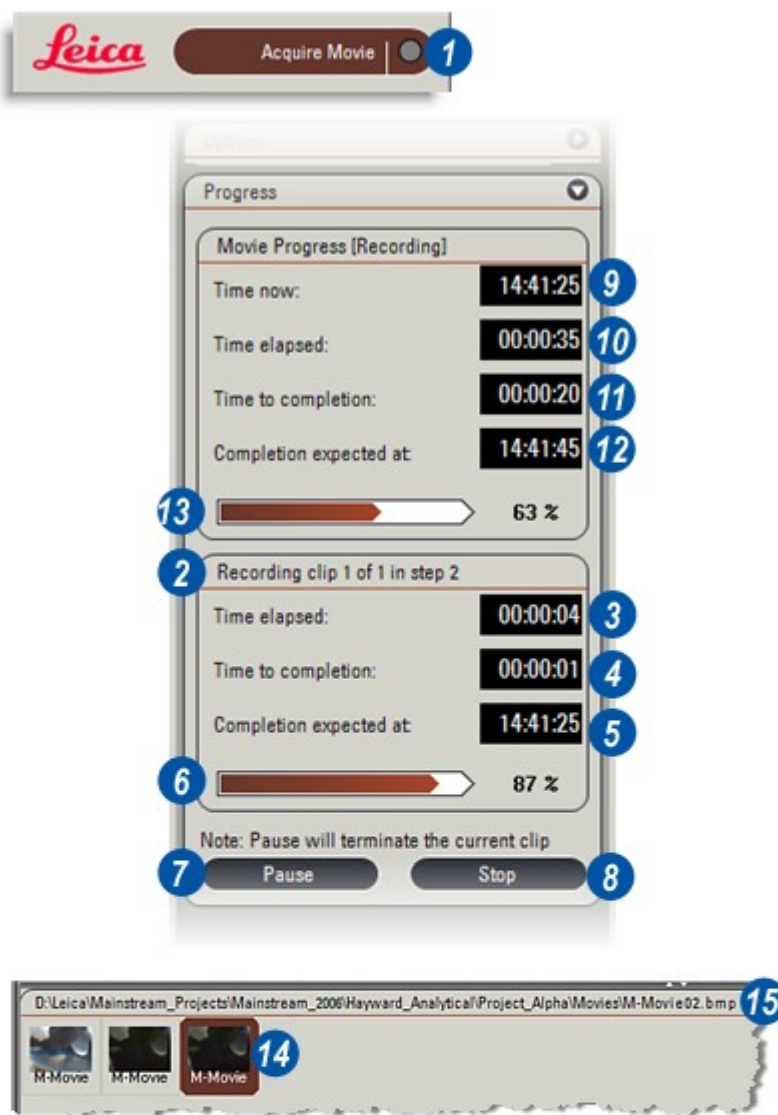 Leica Acquire Movie 1
Options
Progress
Movie Progress [Recording]
Time now: 14:41:25 9
Time elapsed: 00:00:35 10
Time to completion: 00:00:20 11
Completion expected at: 14:41:45 12
13 63 %
2 Recording clip 1 of 1 in step 2
Time elapsed: 00:00:04 3
Time to completion: 00:00:01 4
Completion expected at: 14:41:25 5
6 87 %
Note: Pause will terminate the current clip
7 Pause Stop 8
D:\Leica\Mainstream_Projects\Mainstream_2006\Hayward_Analytical\Project_Alpha\Movies\M-Movie02.bmp 15
M-Movie M-Movie M-Movie 14